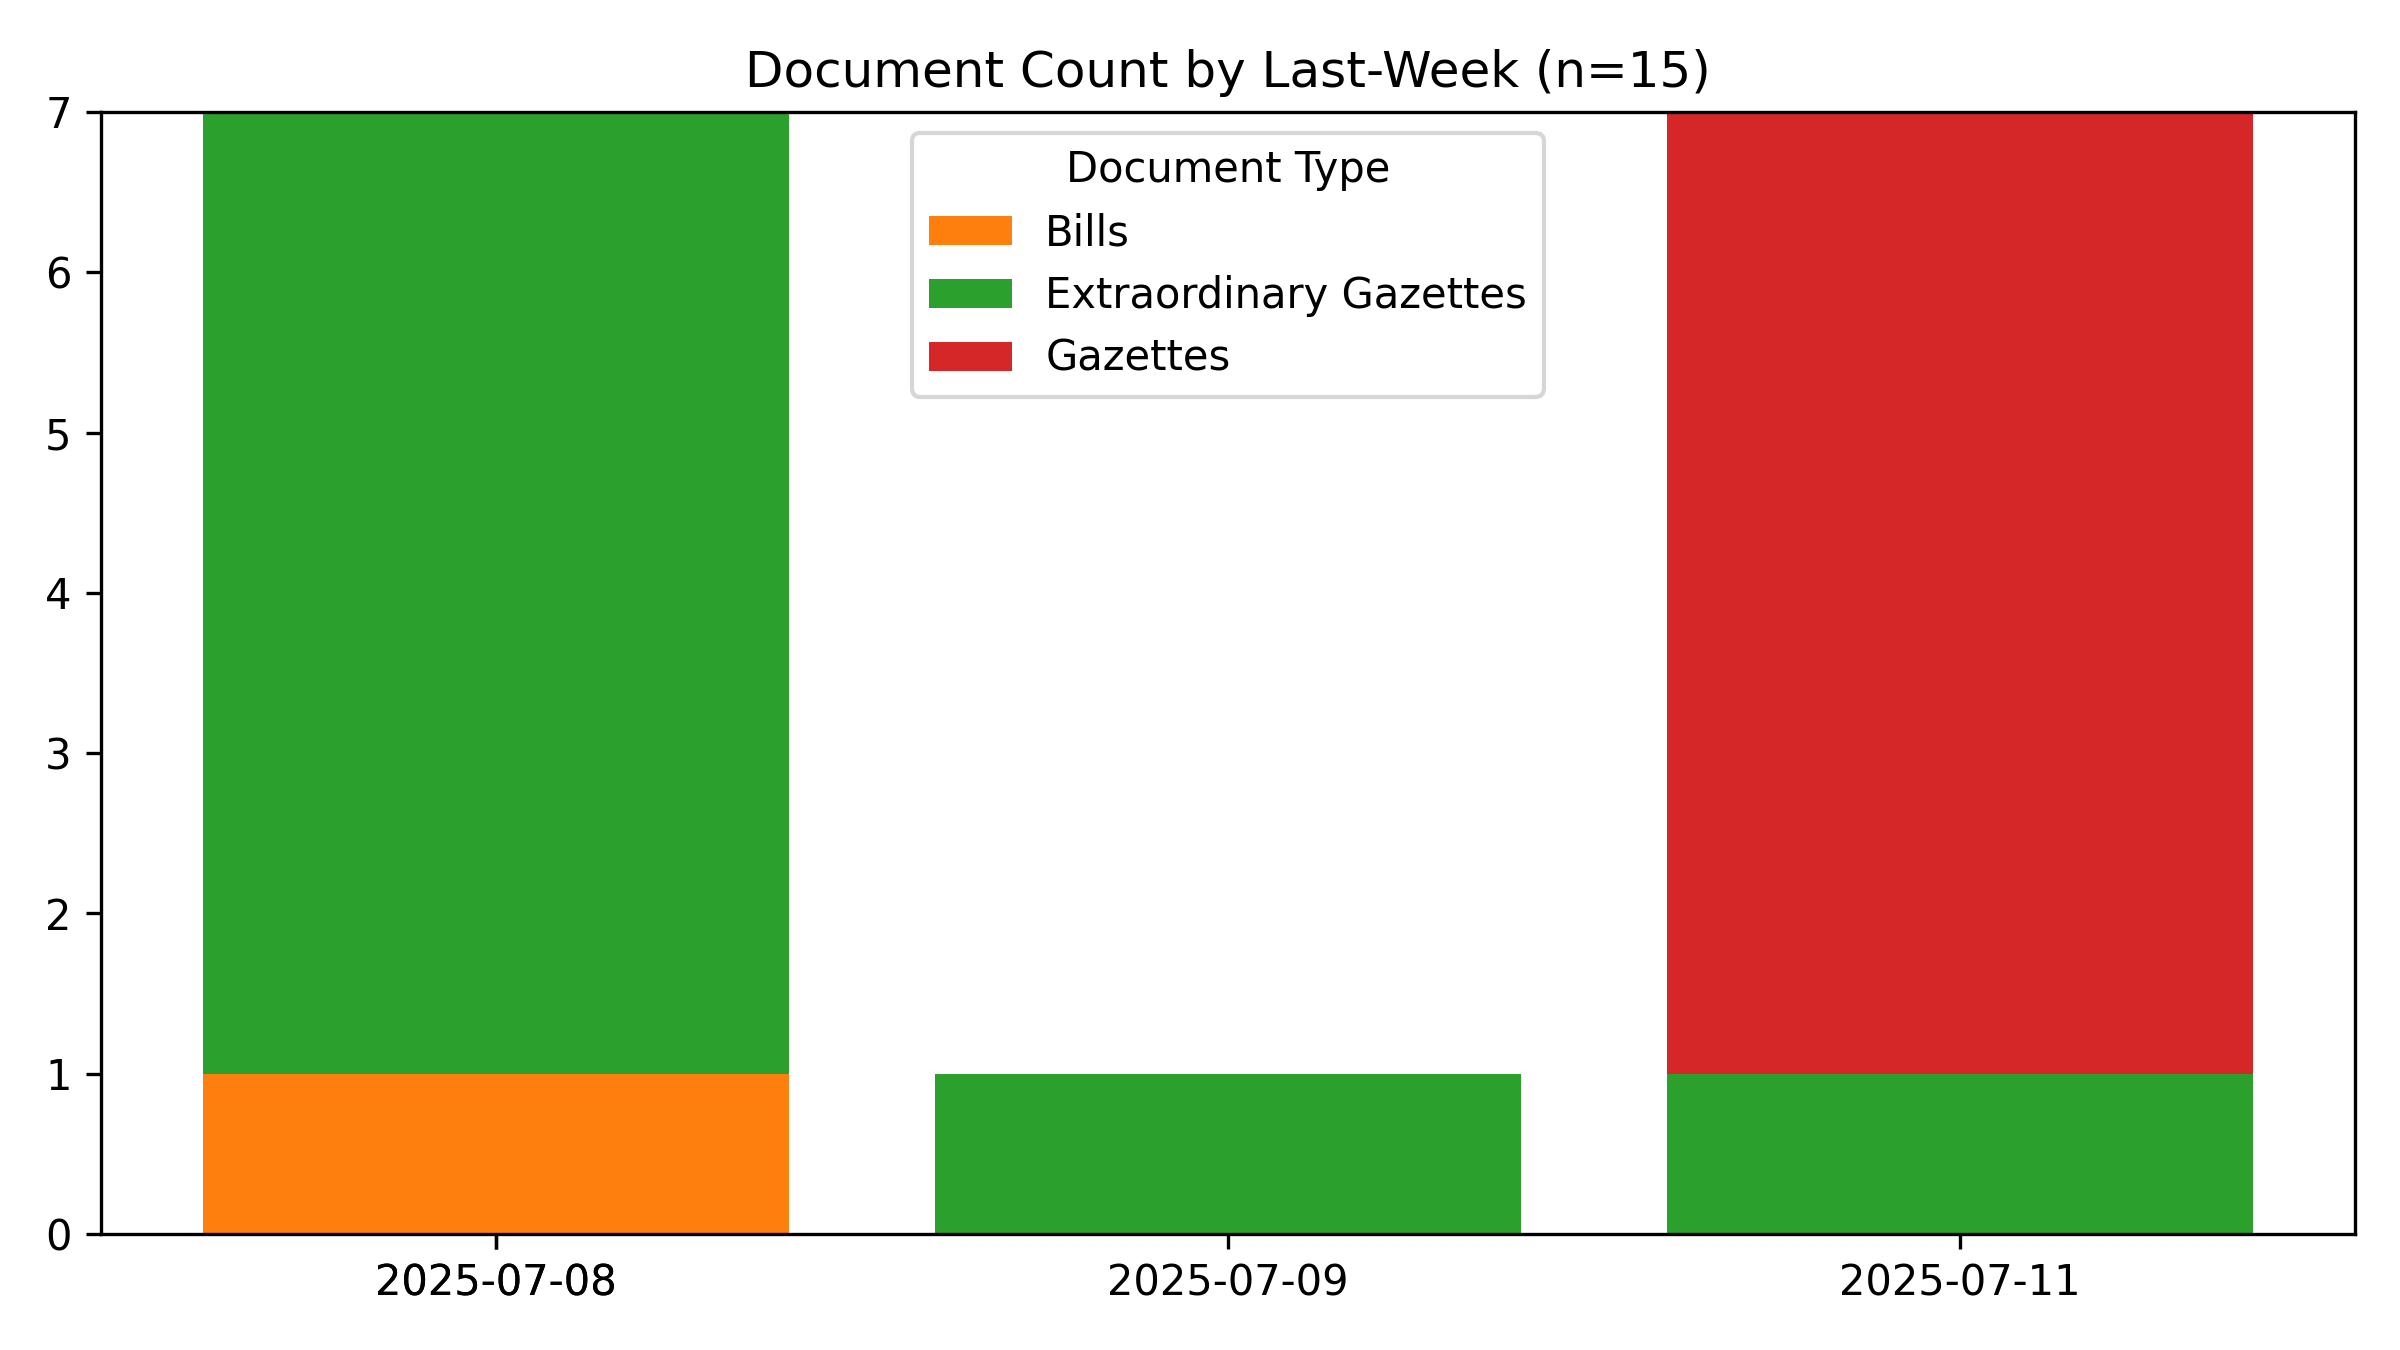 Document Count by Last-Week (n=15)
7
6
5
4
3
2
1
0
Document Type
Bills
Extraordinary Gazettes
Gazettes
2025-07-08
2025-07-09
2025-07-11